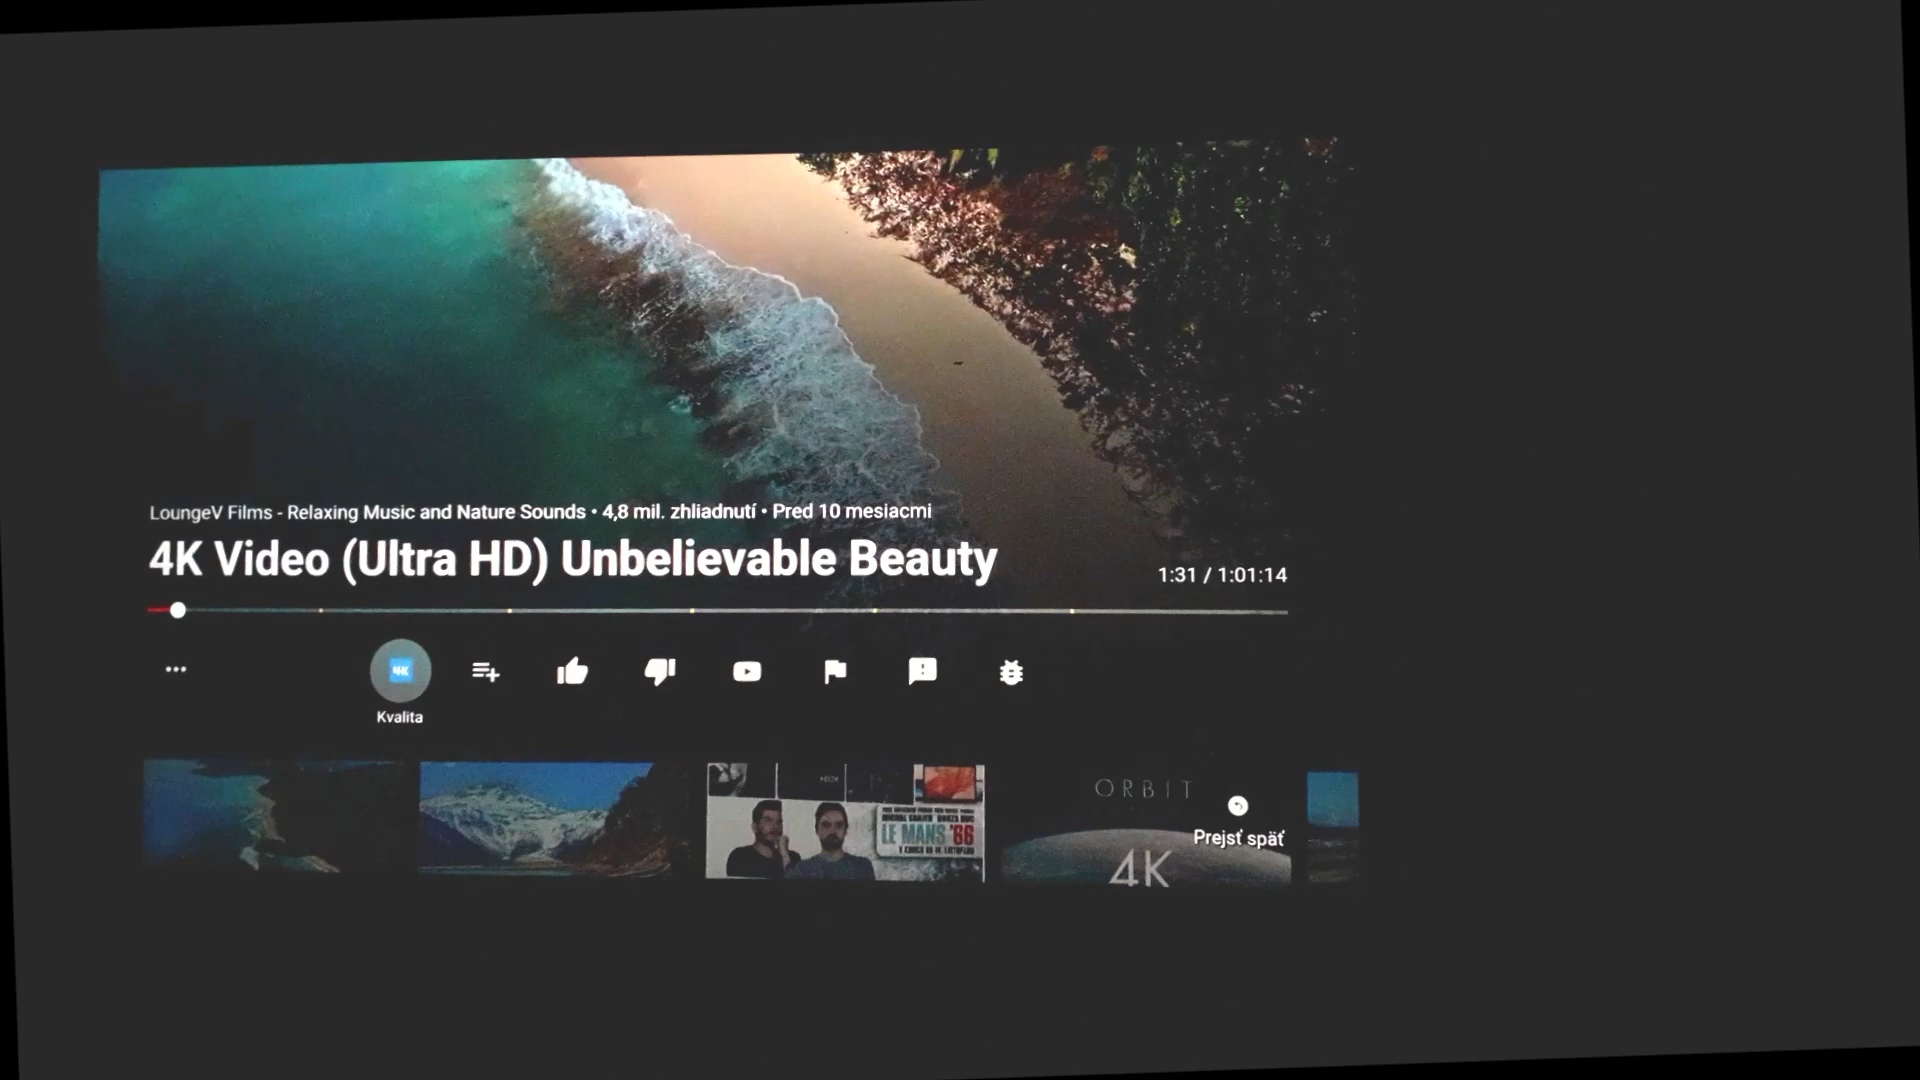 LoungeV Films - Relaxing Music and Nature Sounds • 4,8 mil. zhliadnutí • Pred 10 mesiacmi
4K Video (Ultra HD) Unbelievable Beauty
1:31 / 1:01:14
4K
Kvalita
LE MANS '66
ORBIT
4K
Prejsť späť